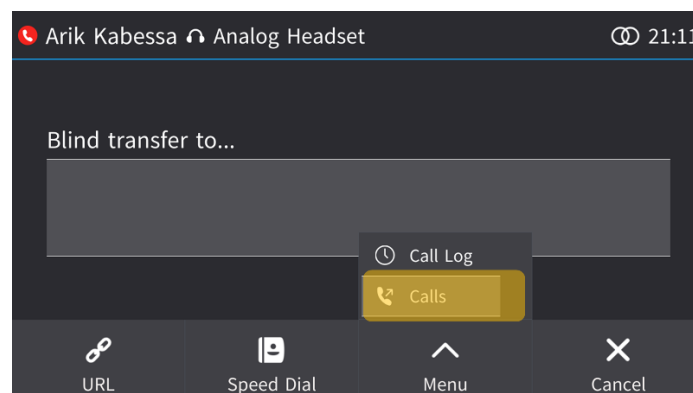 Arik Kabessa Analog Headset 21:11
Blind transfer to...
Call Log
Calls
URL Speed Dial Menu Cancel